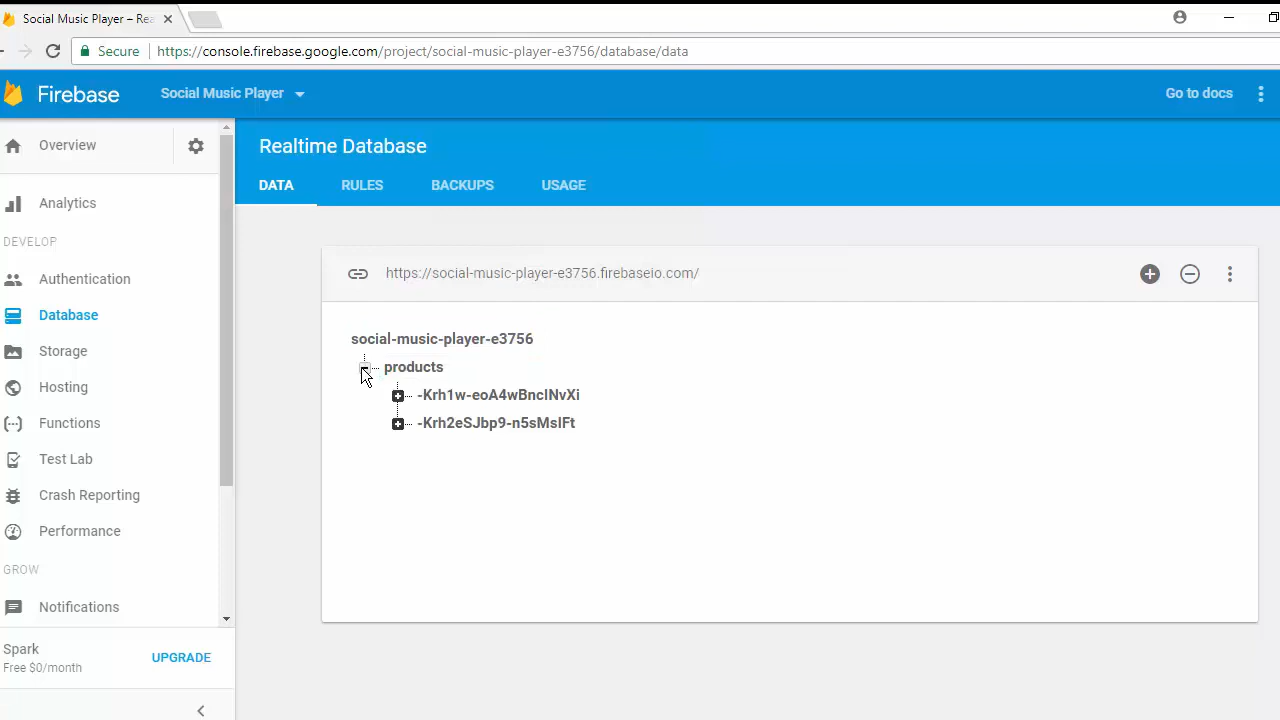 Social Music Player – Rea
Secure
https://console.firebase.google.com/project/social-music-player-e3756/database/data
Firebase
Social Music Player
Go to docs
Overview
Realtime Database
DATA
RULES
BACKUPS
USAGE
Analytics
DEVELOP
Authentication
Database
Storage
Hosting
Functions
Test Lab
Crash Reporting
Performance
GROW
Notifications
Spark
Free $0/month
UPGRADE
https://social-music-player-e3756.firebaseio.com/
social-music-player-e3756
products
-Krh1w-eoA4wBncINvXi
-Krh2eSJbp9-n5sMsIFt